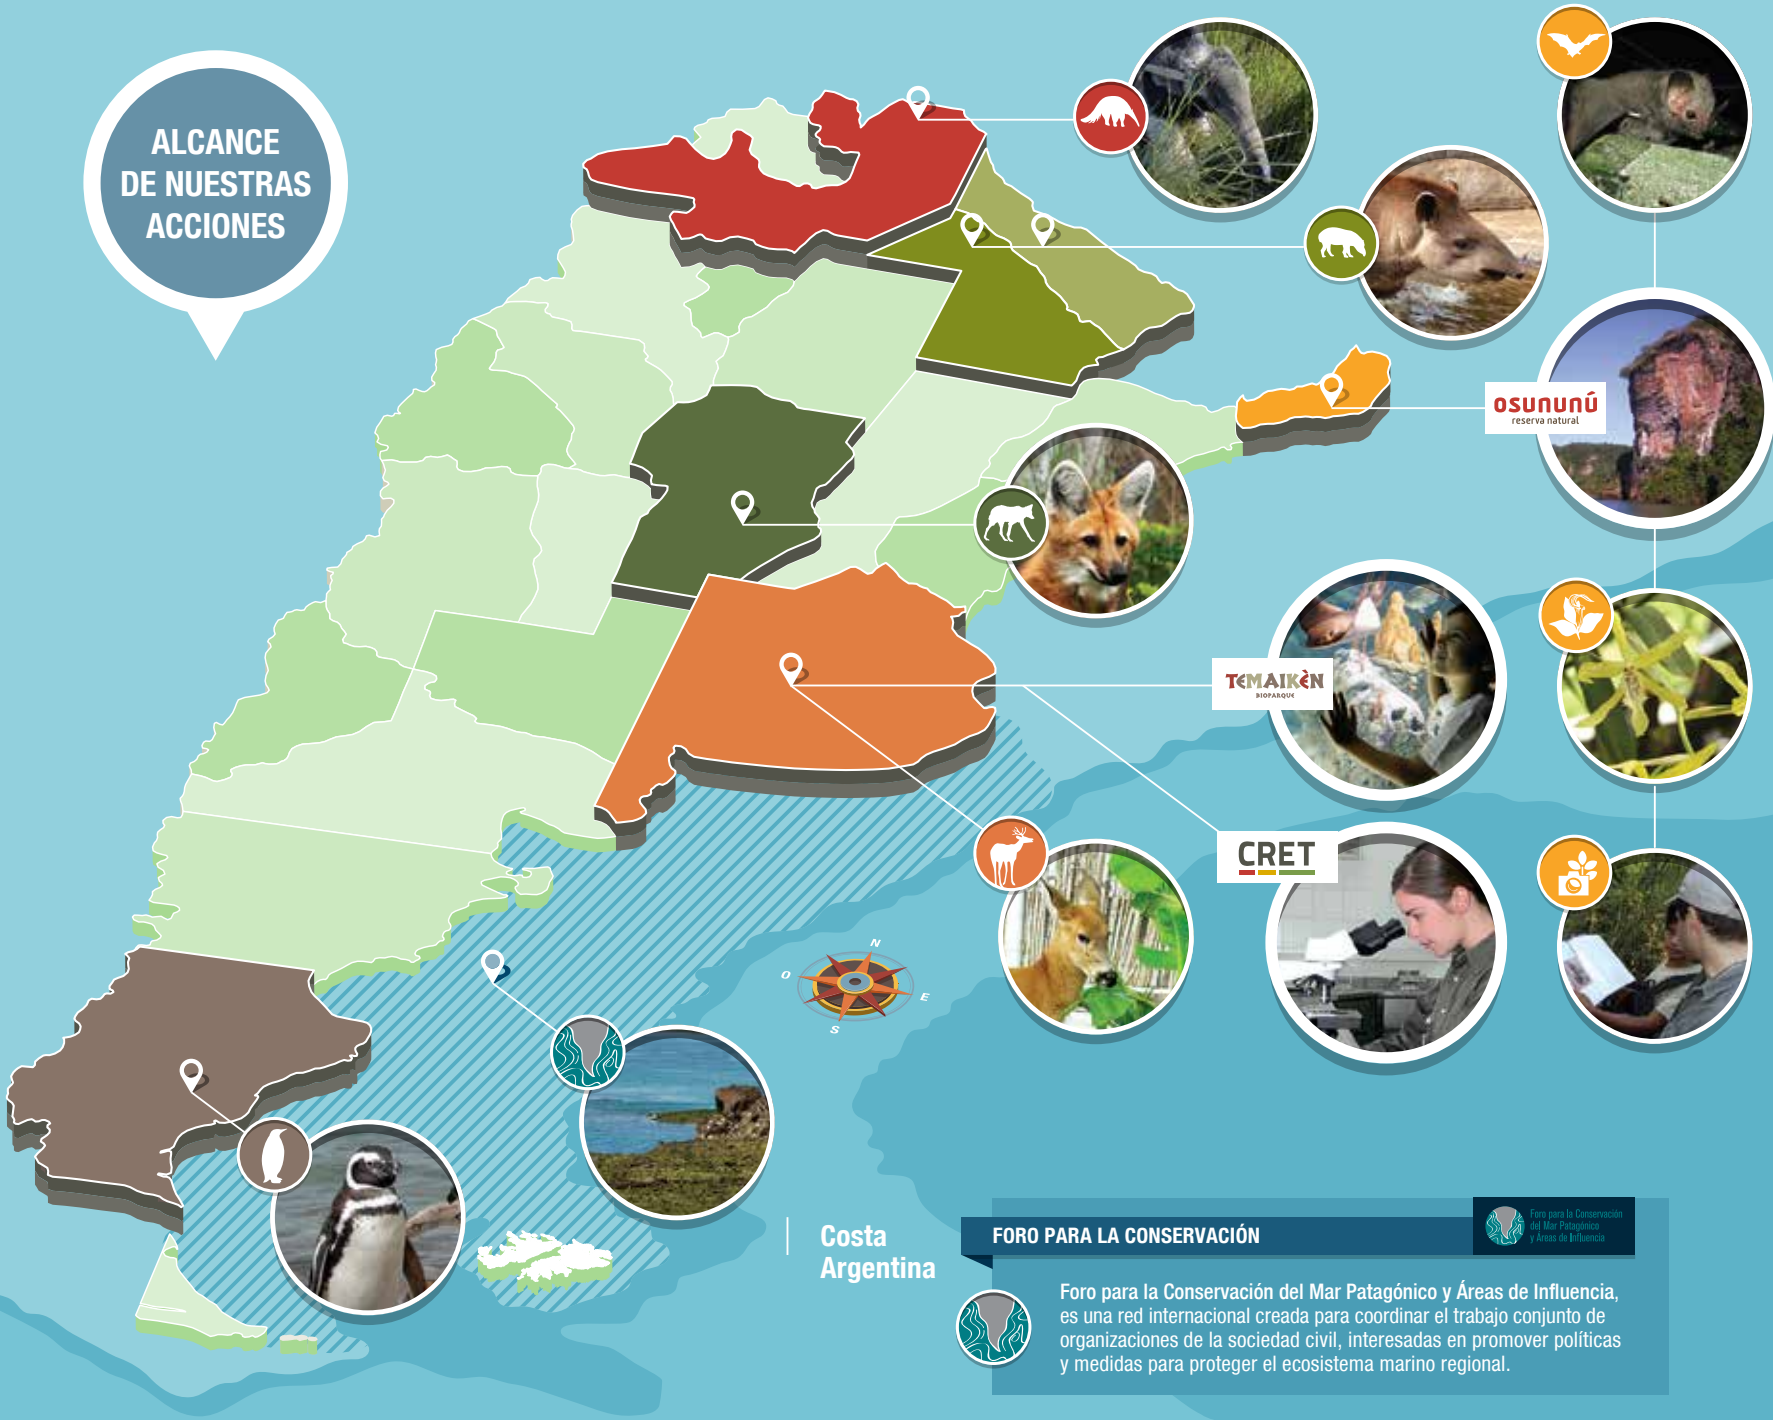 ALCANCE
DE NUESTRAS
ACCIONES
OSUNUNÚ
reserva natural
TEMAIKÈN
BIOPARQUE
CRET
N
O
E
S
Costa
Argentina
FORO PARA LA CONSERVACIÓN
Foro para la Conservación
del Mar Patagónico
y Áreas de Influencia
Foro para la Conservación del Mar Patagónico y Áreas de Influencia,
es una red internacional creada para coordinar el trabajo conjunto de
organizaciones de la sociedad civil, interesadas en promover políticas
y medidas para proteger el ecosistema marino regional.